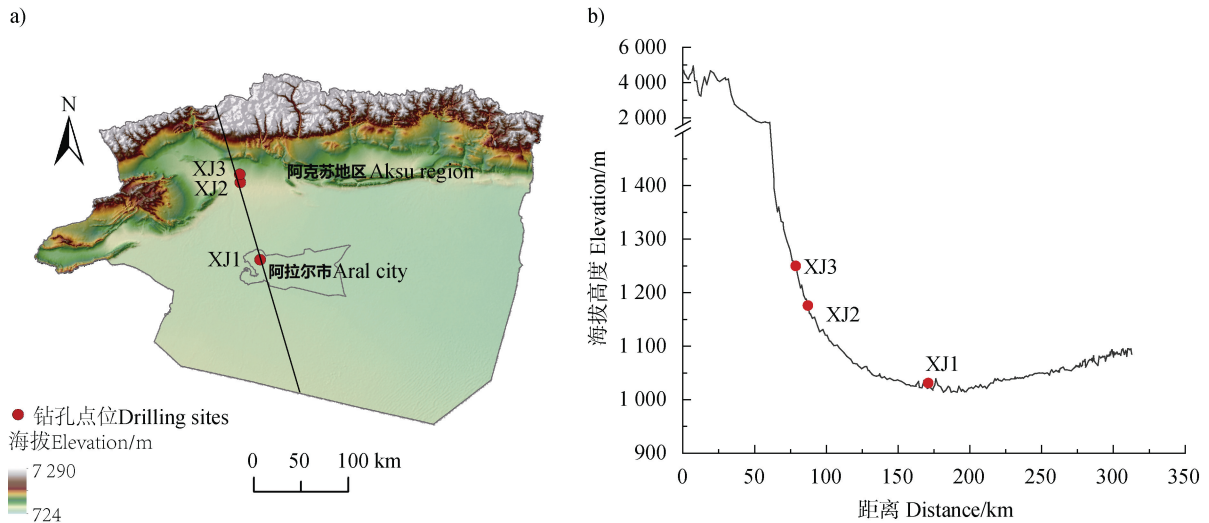 a)
N
XJ3
XJ2
阿克苏地区 Aksu region
XJ1
阿拉尔市 Aral city
钻孔点位 Drilling sites
海拔 Elevation/m
7 290
724
0 50 100 km
b)
6 000
4 000
2 000
1 400
1 300
1 200
1 100
1 000
900
海拔高度 Elevation/m
XJ3
XJ2
XJ1
0 50 100 150 200 250 300 350
距离 Distance/km